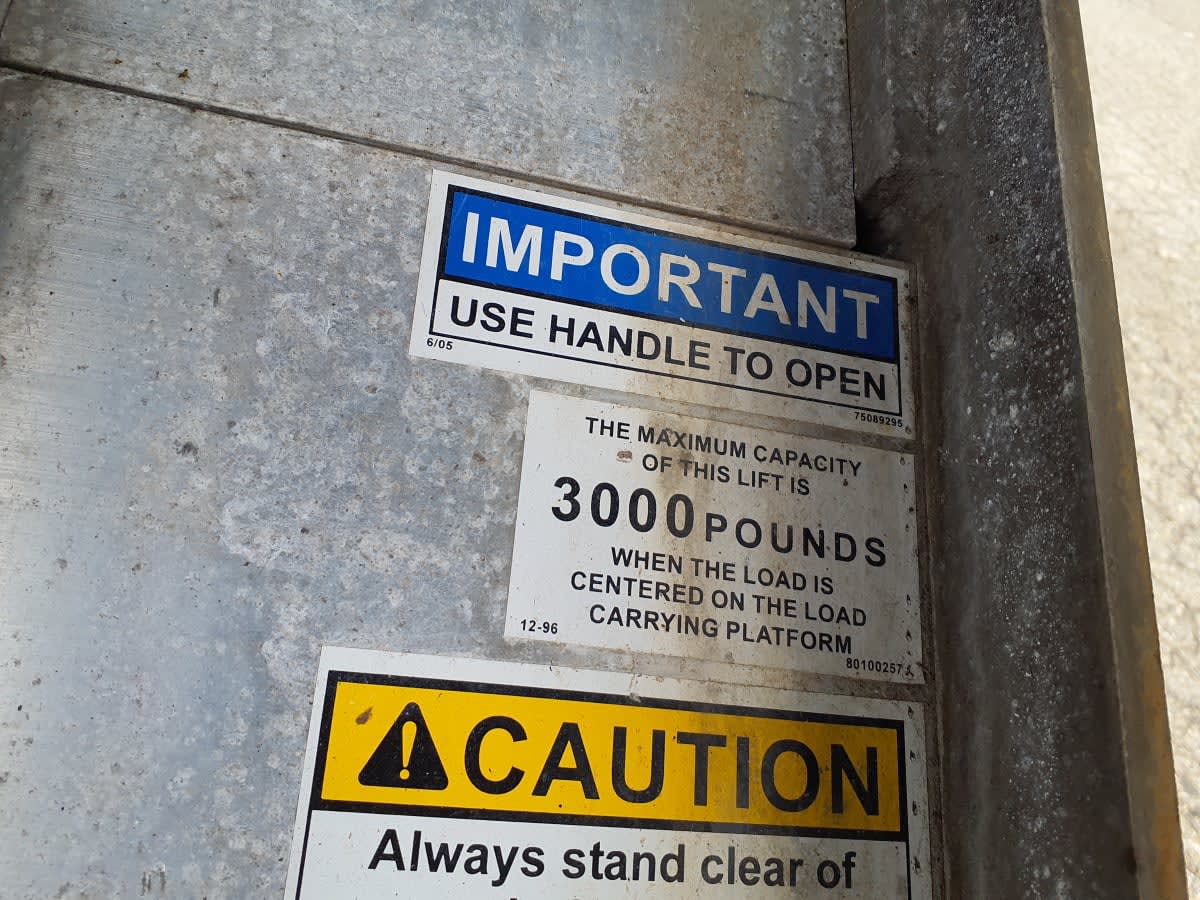 IMPORTANT
USE HANDLE TO OPEN
6/05
75089295
THE MAXIMUM CAPACITY
OF THIS LIFT IS
3000 POUNDS
WHEN THE LOAD IS
CENTERED ON THE LOAD
CARRYING PLATFORM
12-96
80100257
CAUTION
Always stand clear of